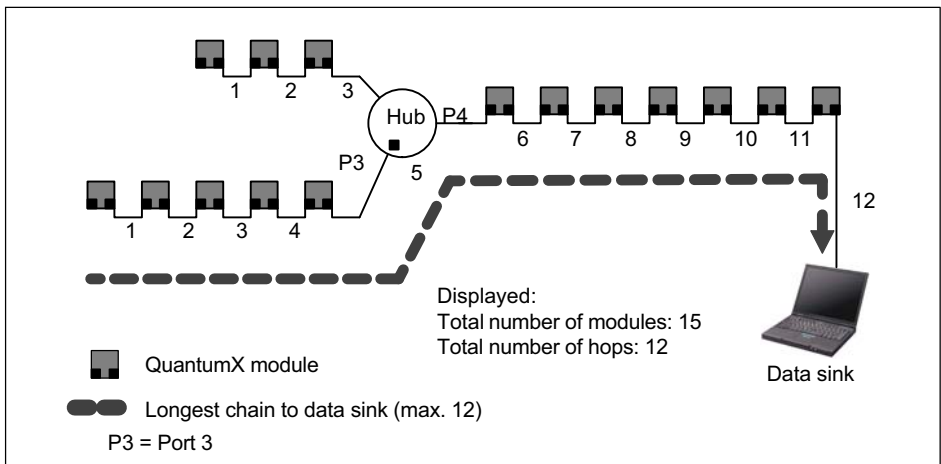 1 2 3
Hub
P4
P3
5
6 7 8 9 10 11
1 2 3 4
12
Displayed:
Total number of modules: 15
Total number of hops: 12
Data sink
QuantumX module
Longest chain to data sink (max. 12)
P3 = Port 3